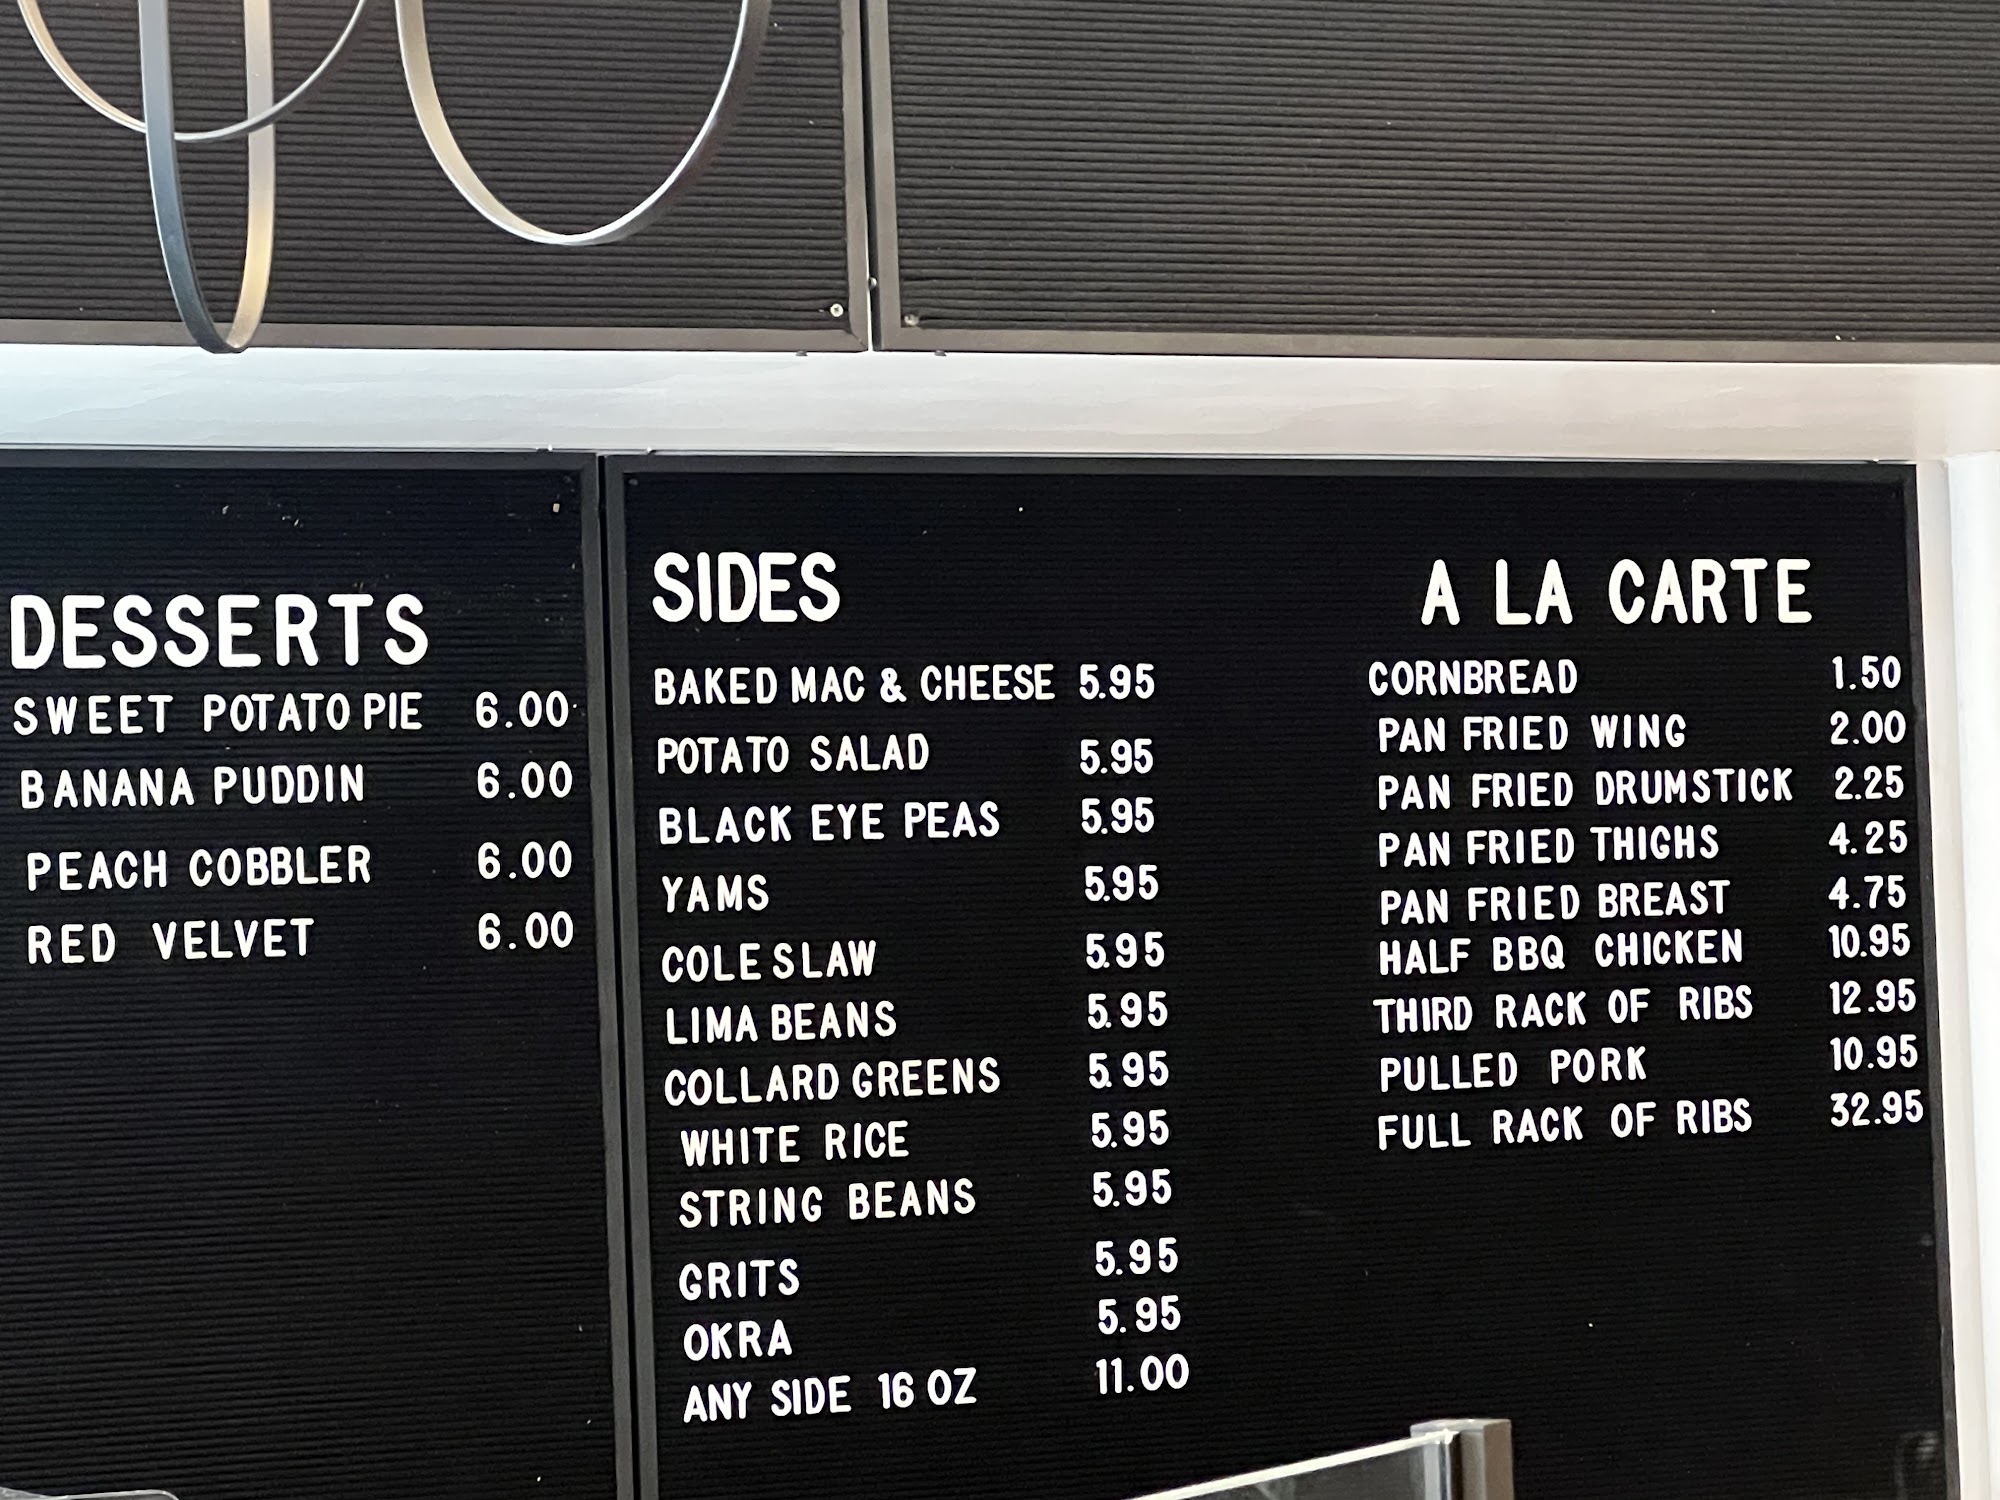 DESSERTS
SWEET POTATO PIE 6.00
BANANA PUDDIN 6.00
PEACH COBBLER 6.00
RED VELVET 6.00
SIDES
BAKED MAC & CHEESE 5.95
POTATO SALAD 5.95
BLACK EYE PEAS 5.95
YAMS 5.95
COLE SLAW 5.95
LIMA BEANS 5.95
COLLARD GREENS 5.95
WHITE RICE 5.95
STRING BEANS 5.95
GRITS 5.95
OKRA 5.95
ANY SIDE 16 OZ 11.00
A LA CARTE
CORNBREAD 1.50
PAN FRIED WING 2.00
PAN FRIED DRUMSTICK 2.25
PAN FRIED THIGHS 4.25
PAN FRIED BREAST 4.75
HALF BBQ CHICKEN 10.95
THIRD RACK OF RIBS 12.95
PULLED PORK 10.95
FULL RACK OF RIBS 32.95